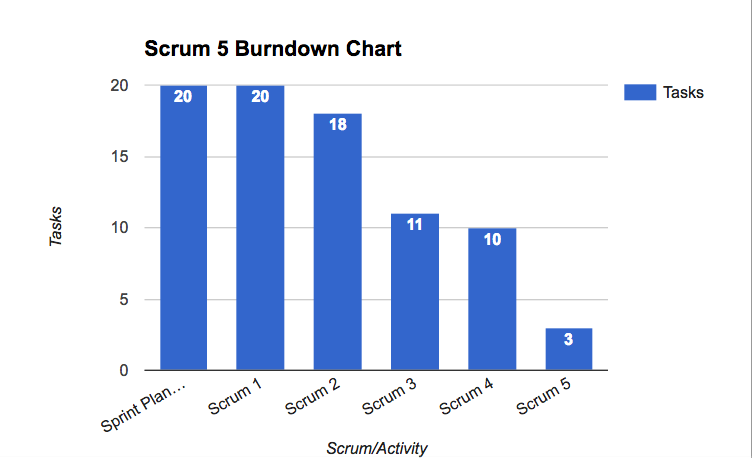 Scrum 5 Burndown Chart
Tasks
20
15
10
5
0
Tasks
20
20
18
11
10
3
Sprint Plan...
Scrum 1
Scrum 2
Scrum 3
Scrum 4
Scrum 5
Scrum/Activity